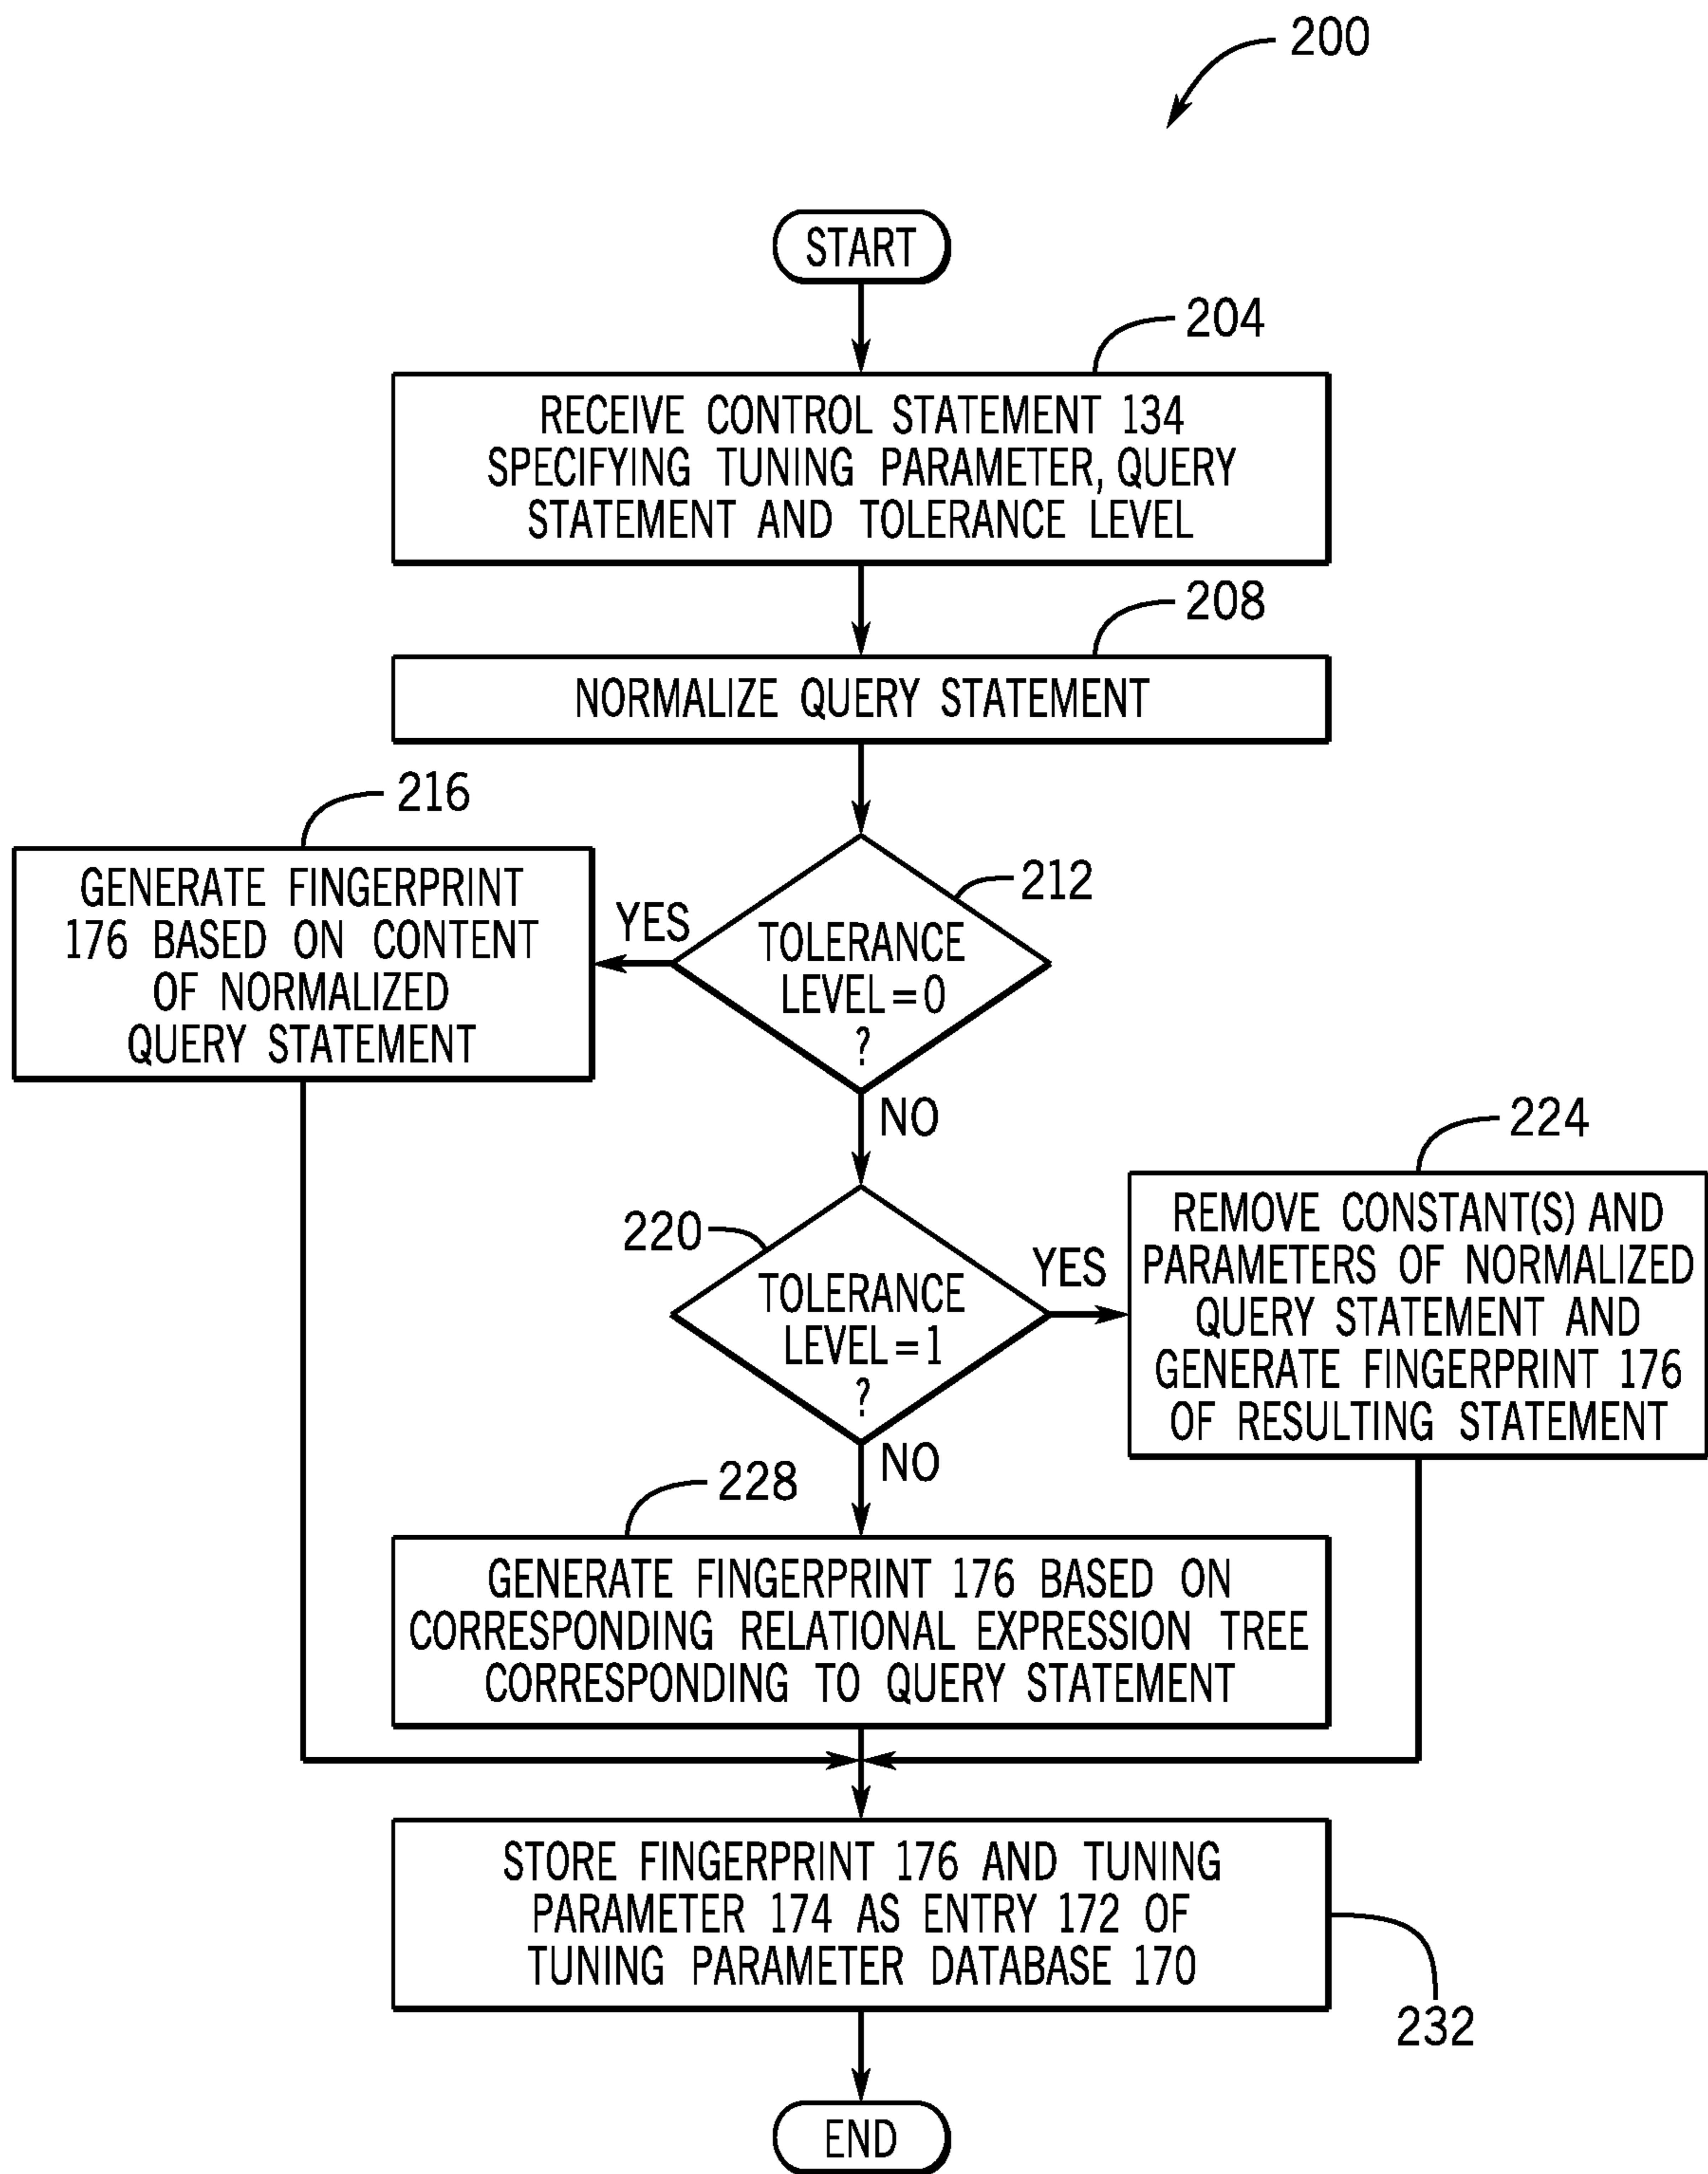 200
START
204
RECEIVE CONTROL STATEMENT 134
SPECIFYING TUNING PARAMETER, QUERY
STATEMENT AND TOLERANCE LEVEL
208
NORMALIZE QUERY STATEMENT
216
GENERATE FINGERPRINT
176 BASED ON CONTENT
OF NORMALIZED
QUERY STATEMENT
YES
212
TOLERANCE
LEVEL=0
?
NO
224
REMOVE CONSTANT(S) AND
PARAMETERS OF NORMALIZED
QUERY STATEMENT AND
GENERATE FINGERPRINT 176
OF RESULTING STATEMENT
220
TOLERANCE
LEVEL=1
?
YES
NO
228
GENERATE FINGERPRINT 176 BASED ON
CORRESPONDING RELATIONAL EXPRESSION TREE
CORRESPONDING TO QUERY STATEMENT
STORE FINGERPRINT 176 AND TUNING
PARAMETER 174 AS ENTRY 172 OF
TUNING PARAMETER DATABASE 170
232
END